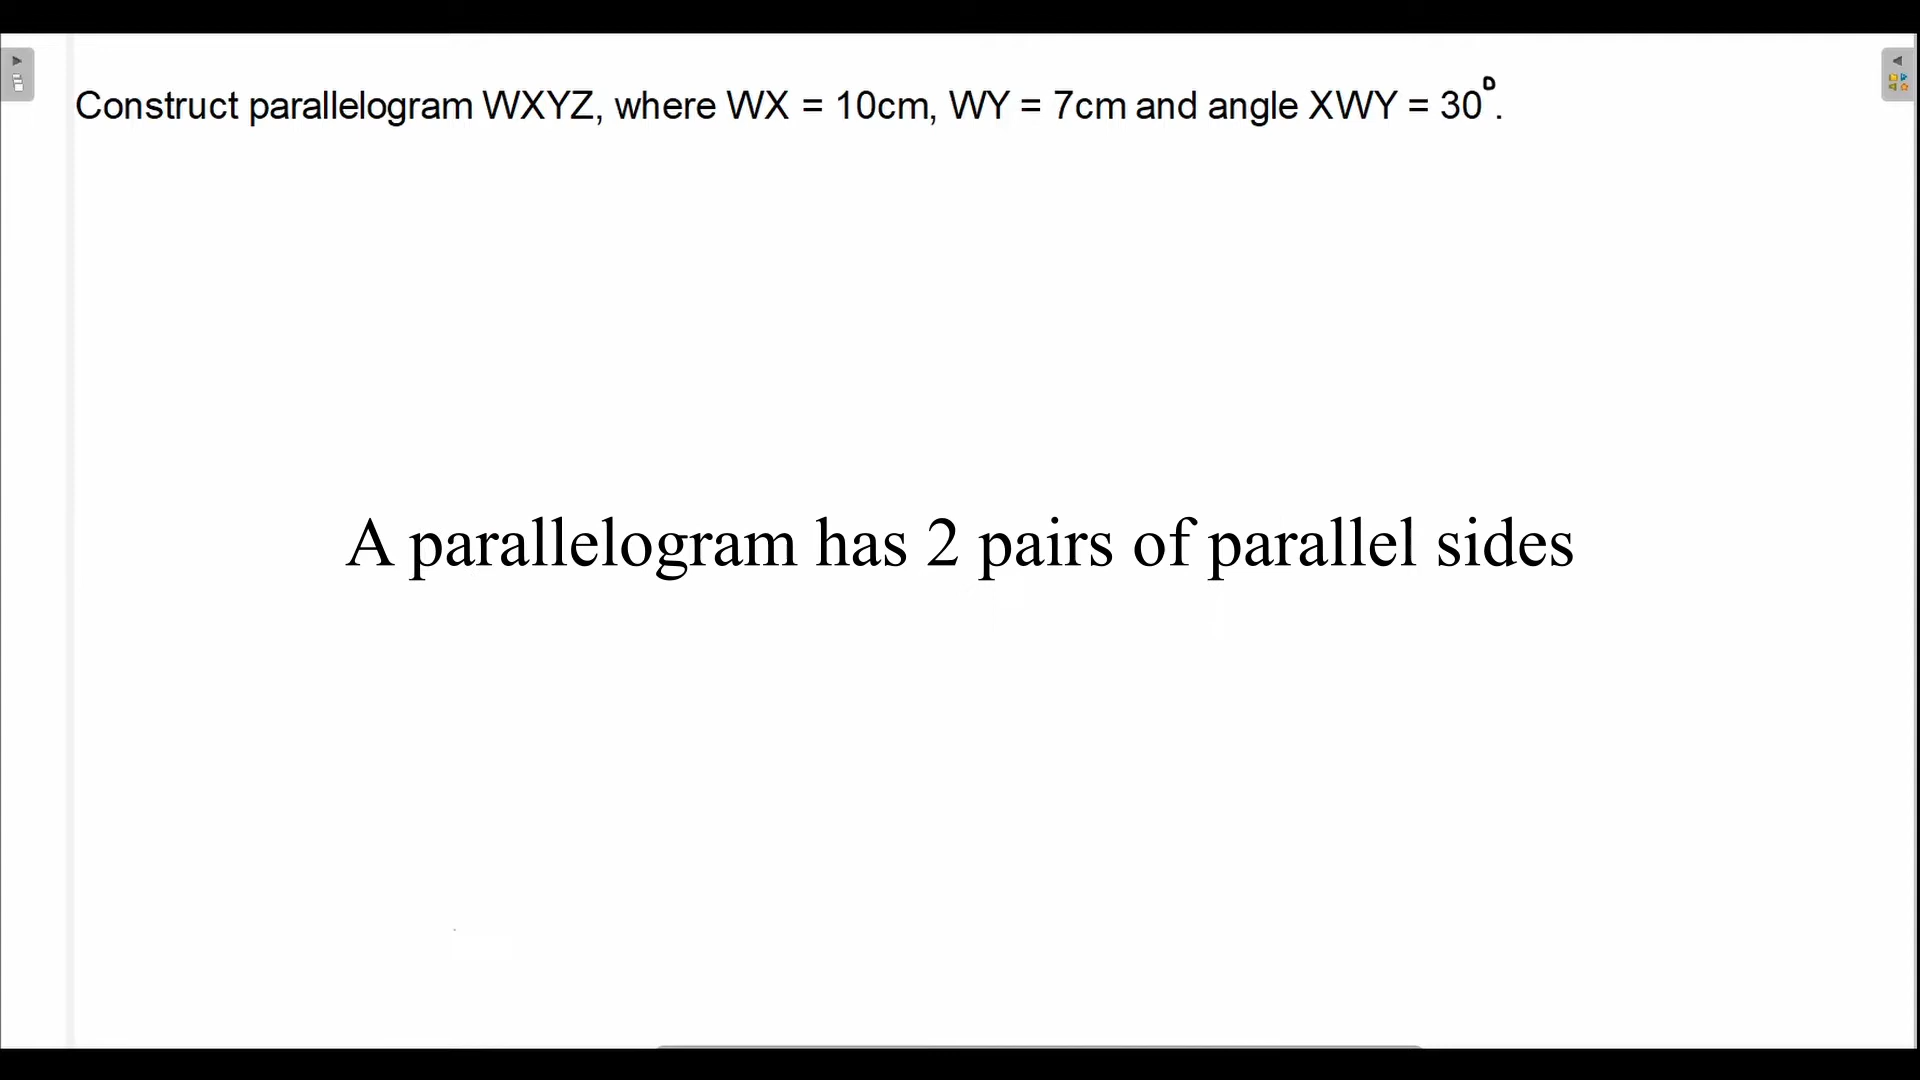 Construct parallelogram WXYZ, where WX = 10cm, WY = 7cm and angle XWY = 30°.
A parallelogram has 2 pairs of parallel sides